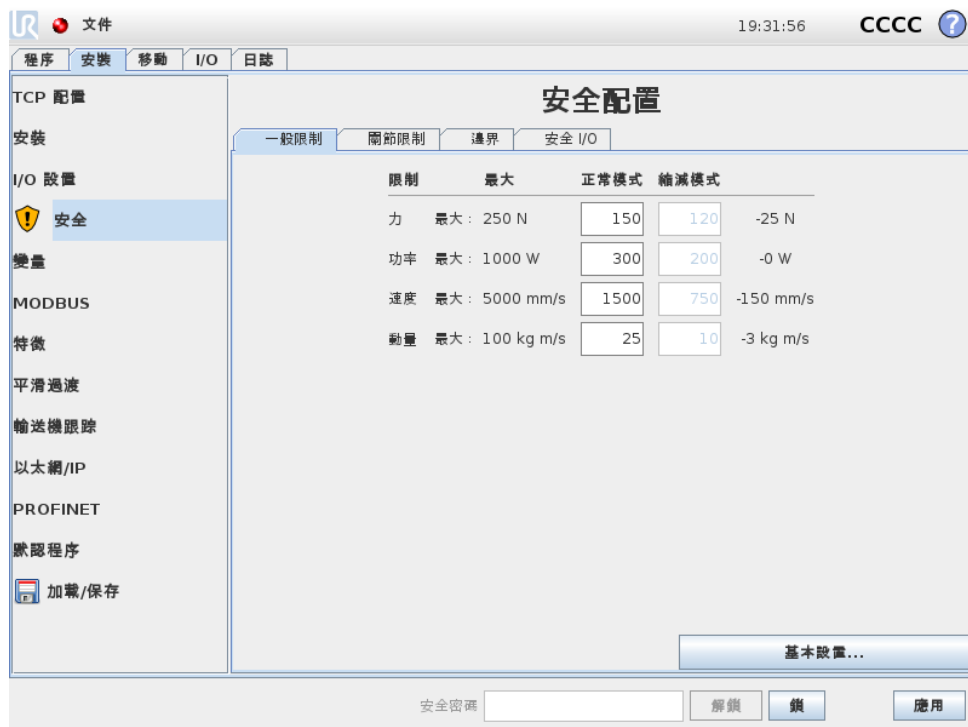 UR 文件 19:31:56 CCCC ?
程序 安裝 移動 I/O 日誌
TCP 配置
安裝
I/O 設置
安全
變量
MODBUS
特徵
平滑過渡
輸送機跟踪
以太網/IP
PROFINET
默認程序
加載/保存
安全配置
一般限制 關節限制 邊界 安全 I/O
限制 最大 正常模式 縮減模式
力 最大： 250 N 150 120 -25 N
功率 最大： 1000 W 300 200 -0 W
速度 最大： 5000 mm/s 1500 750 -150 mm/s
動量 最大： 100 kg m/s 25 10 -3 kg m/s
基本設置...
安全密碼 解鎖 鎖 應用